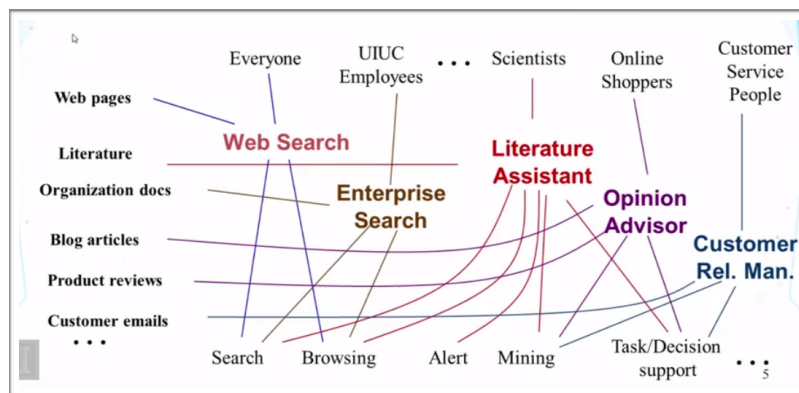 Everyone
UIUC
Employees
• • •
Scientists
Online
Shoppers
Customer
Service
People
Web pages
Web Search
Literature
Literature
Assistant
Organization docs
Enterprise
Search
Opinion
Advisor
Blog articles
Customer
Rel. Man.
Product reviews
Customer emails
• • •
Search
Browsing
Alert
Mining
Task/Decision
support
• • •
5